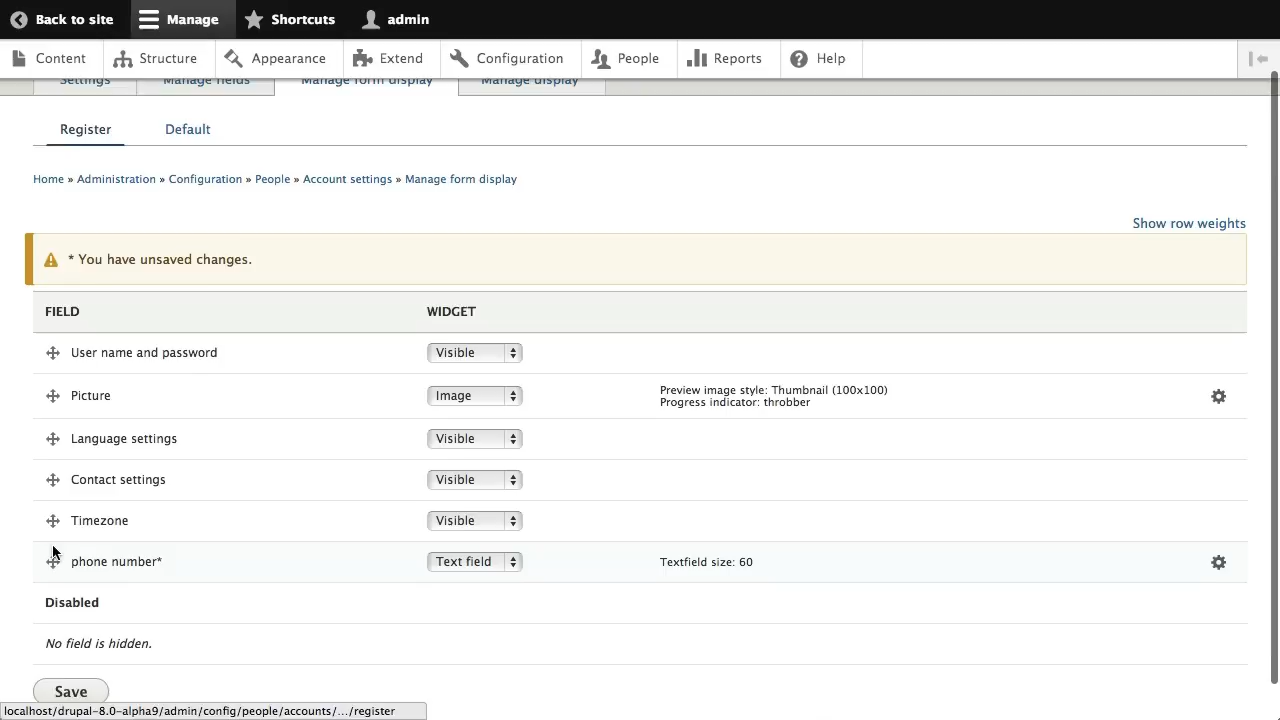 Back to site Manage Shortcuts admin
Content Structure Appearance Extend Configuration People Reports Help
Settings Manage fields Manage form display Manage display
Register Default
Home » Administration » Configuration » People » Account settings » Manage form display
Show row weights
* You have unsaved changes.
FIELD WIDGET
User name and password Visible
Picture Image Preview image style: Thumbnail (100x100)
Progress indicator: throbber
Language settings Visible
Contact settings Visible
Timezone Visible
phone number* Text field Textfield size: 60
Disabled
No field is hidden.
Save
localhost/drupal-8.0-alpha9/admin/config/people/accounts/.../register